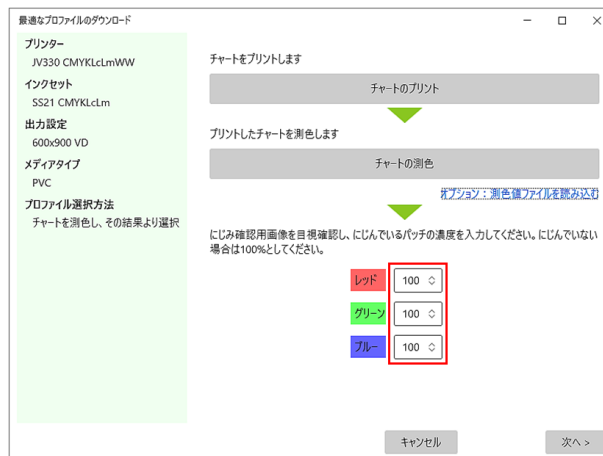 最適なプロファイルのダウンロード
プリンター
JV330 CMYKLcLmWW
インクセット
SS21 CMYKLcLm
出力設定
600x900 VD
メディアタイプ
PVC
プロファイル選択方法
チャートを測色し、その結果より選択
チャートをプリントします
チャートのプリント
プリントしたチャートを測色します
チャートの測色
オプション：測色値ファイルを読み込む
にじみ確認用画像を目視確認し、にじんでいるパッチの濃度を入力してください。にじんでいない
場合は100%としてください。
レッド 100
グリーン 100
ブルー 100
キャンセル
次へ >